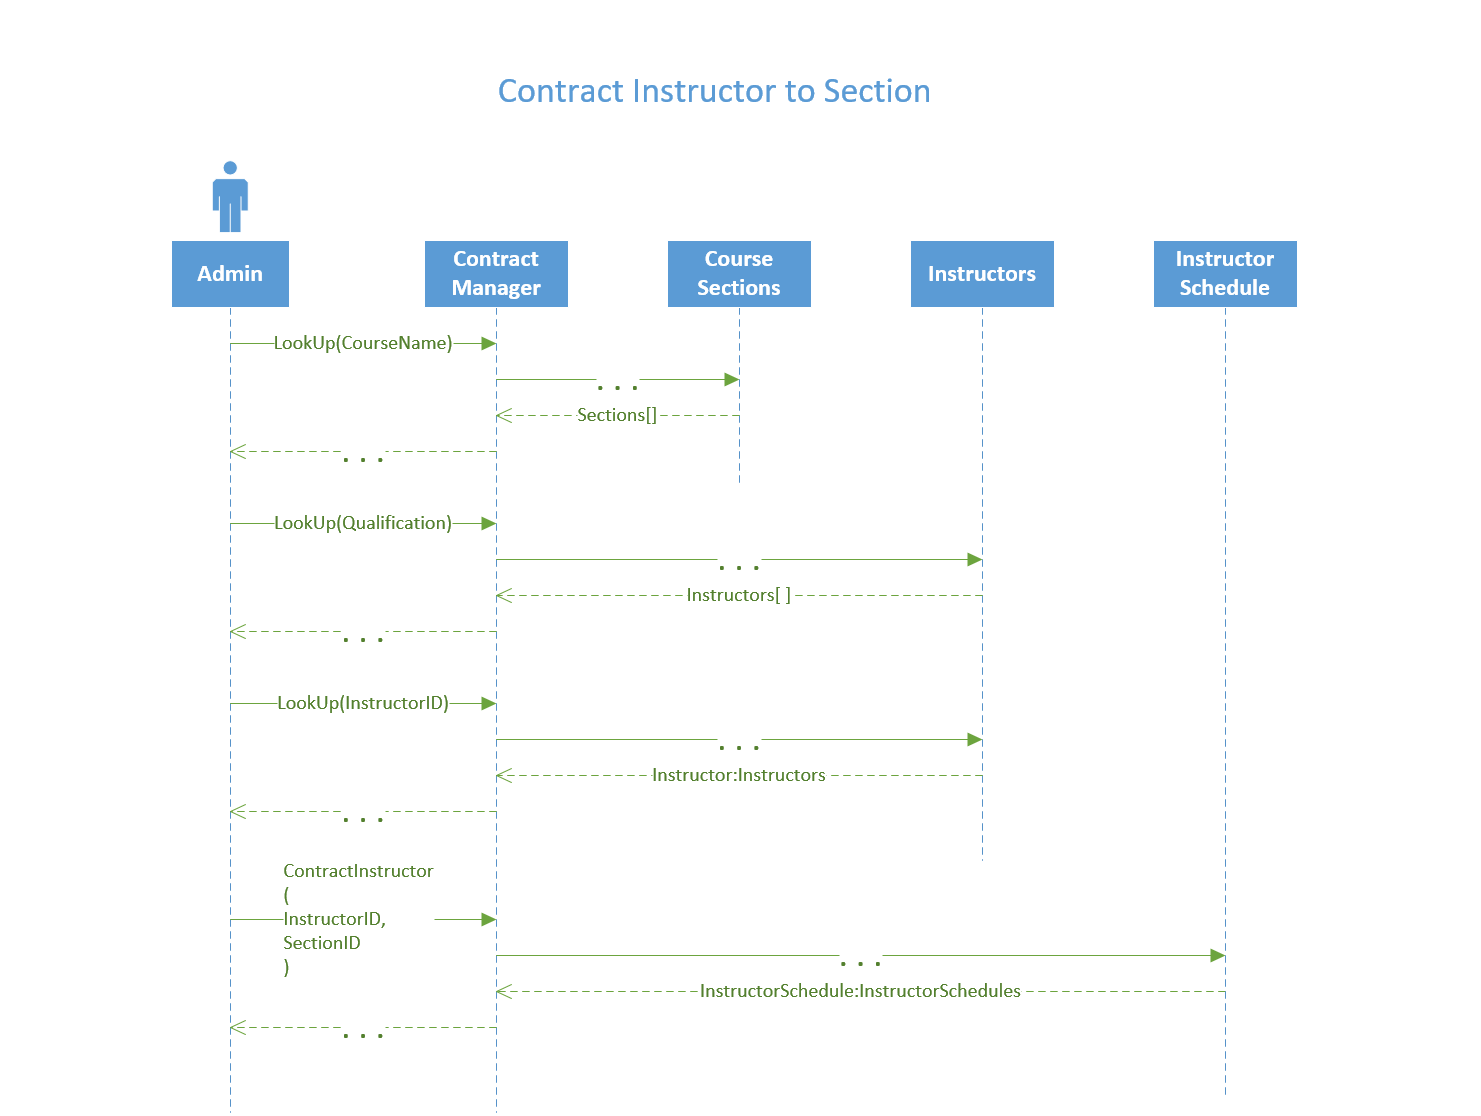 Contract Instructor to Section
Admin
Contract
Manager
Course
Sections
Instructors
Instructor
Schedule
LookUp(CourseName)
. . .
Sections[]
. . .
LookUp(Qualification)
. . .
Instructors[ ]
. . .
LookUp(InstructorID)
. . .
Instructor:Instructors
. . .
ContractInstructor
(
InstructorID,
SectionID
)
. . .
InstructorSchedule:InstructorSchedules
. . .